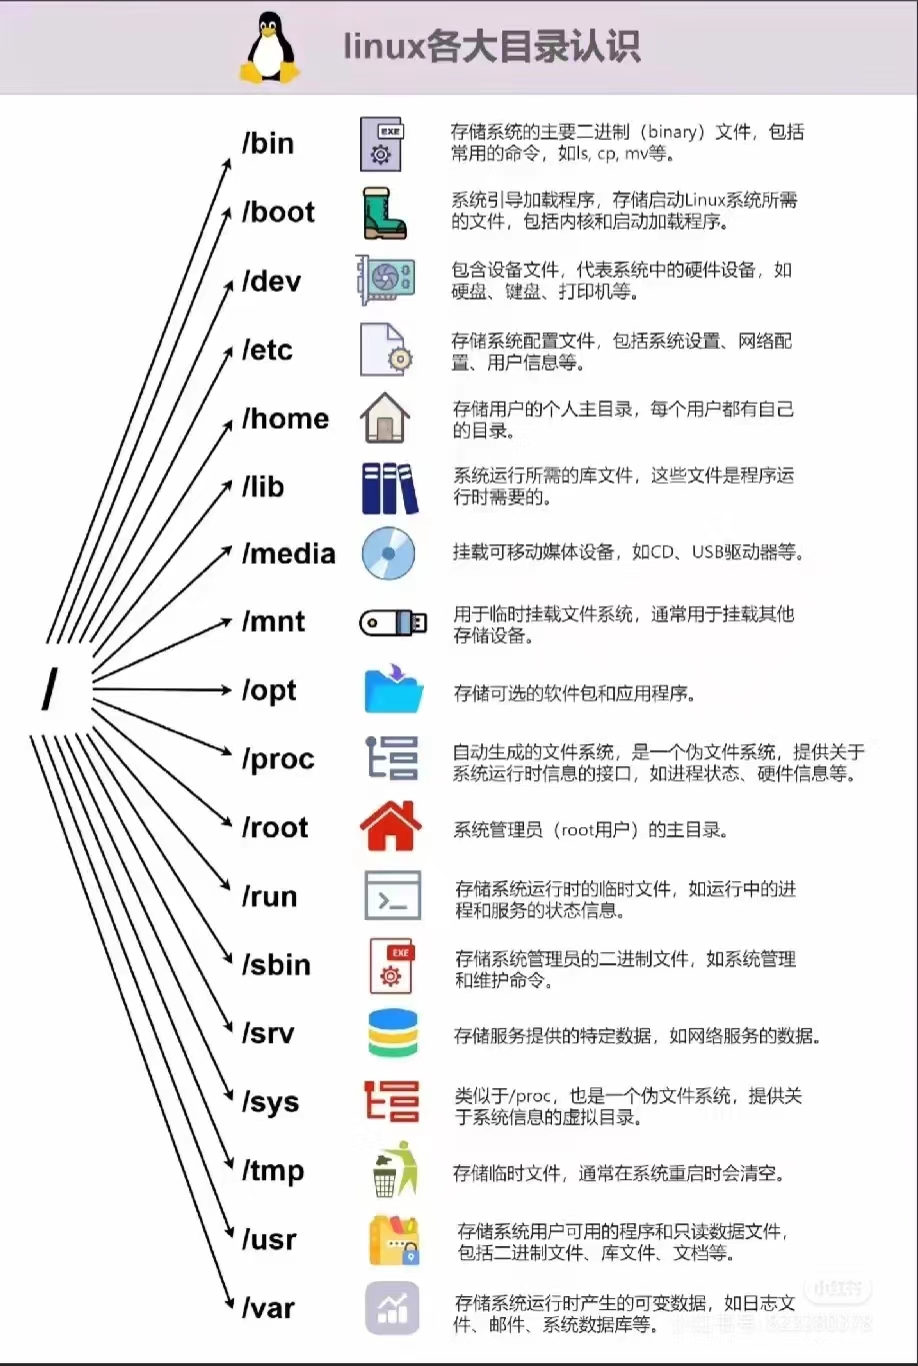 linux各大目录认识
/
/bin
EXE
存储系统的主要二进制（binary）文件，包括
常用的命令，如ls, cp, mv等。
/boot
系统引导加载程序，存储启动Linux系统所需
的文件，包括内核和启动加载程序。
/dev
包含设备文件，代表系统中的硬件设备，如
硬盘、键盘、打印机等。
/etc
存储系统配置文件，包括系统设置、网络配
置、用户信息等。
/home
存储用户的个人主目录，每个用户都有自己
的目录。
/lib
系统运行所需的库文件，这些文件是程序运
行时需要的。
/media
挂载可移动媒体设备，如CD、USB驱动器等。
/mnt
用于临时挂载文件系统，通常用于挂载其他
存储设备。
/opt
存储可选的软件包和应用程序。
/proc
自动生成的文件系统，是一个伪文件系统，提供关于
系统运行时信息的接口，如进程状态、硬件信息等。
/root
系统管理员（root用户）的主目录。
/run
存储系统运行时的临时文件，如运行中的进
程和服务的状态信息。
/sbin
EXE
存储系统管理员的二进制文件，如系统管理
和维护命令。
/srv
存储服务提供的特定数据，如网络服务的数据。
/sys
类似于/proc，也是一个伪文件系统，提供关
于系统信息的虚拟目录。
/tmp
存储临时文件，通常在系统重启时会清空。
/usr
存储系统用户可用的程序和只读数据文件，
包括二进制文件、库文件、文档等。
/var
存储系统运行时产生的可变数据，如日志文
件、邮件、系统数据库等。